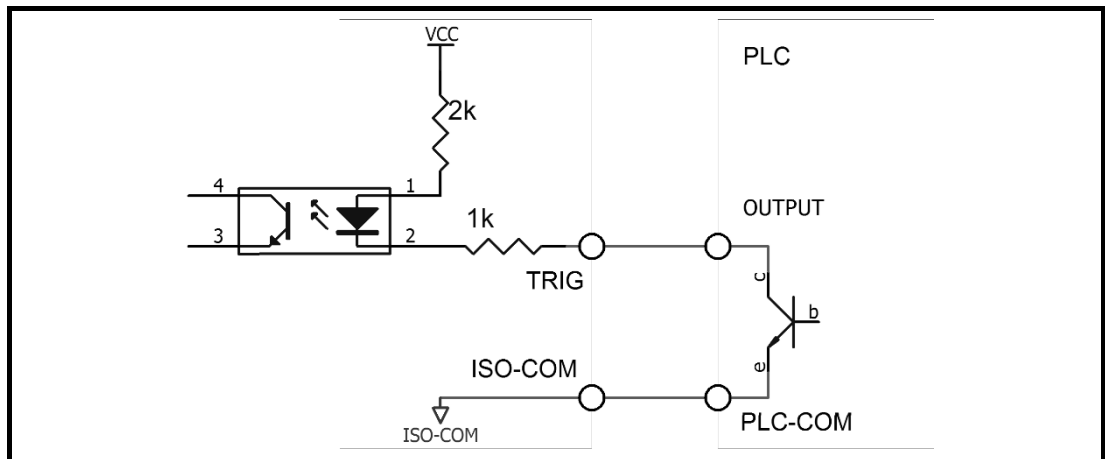 VCC
PLC
2k
4
1
OUTPUT
1k
3
2
TRIG
c
b
e
ISO-COM
PLC-COM
ISO-COM